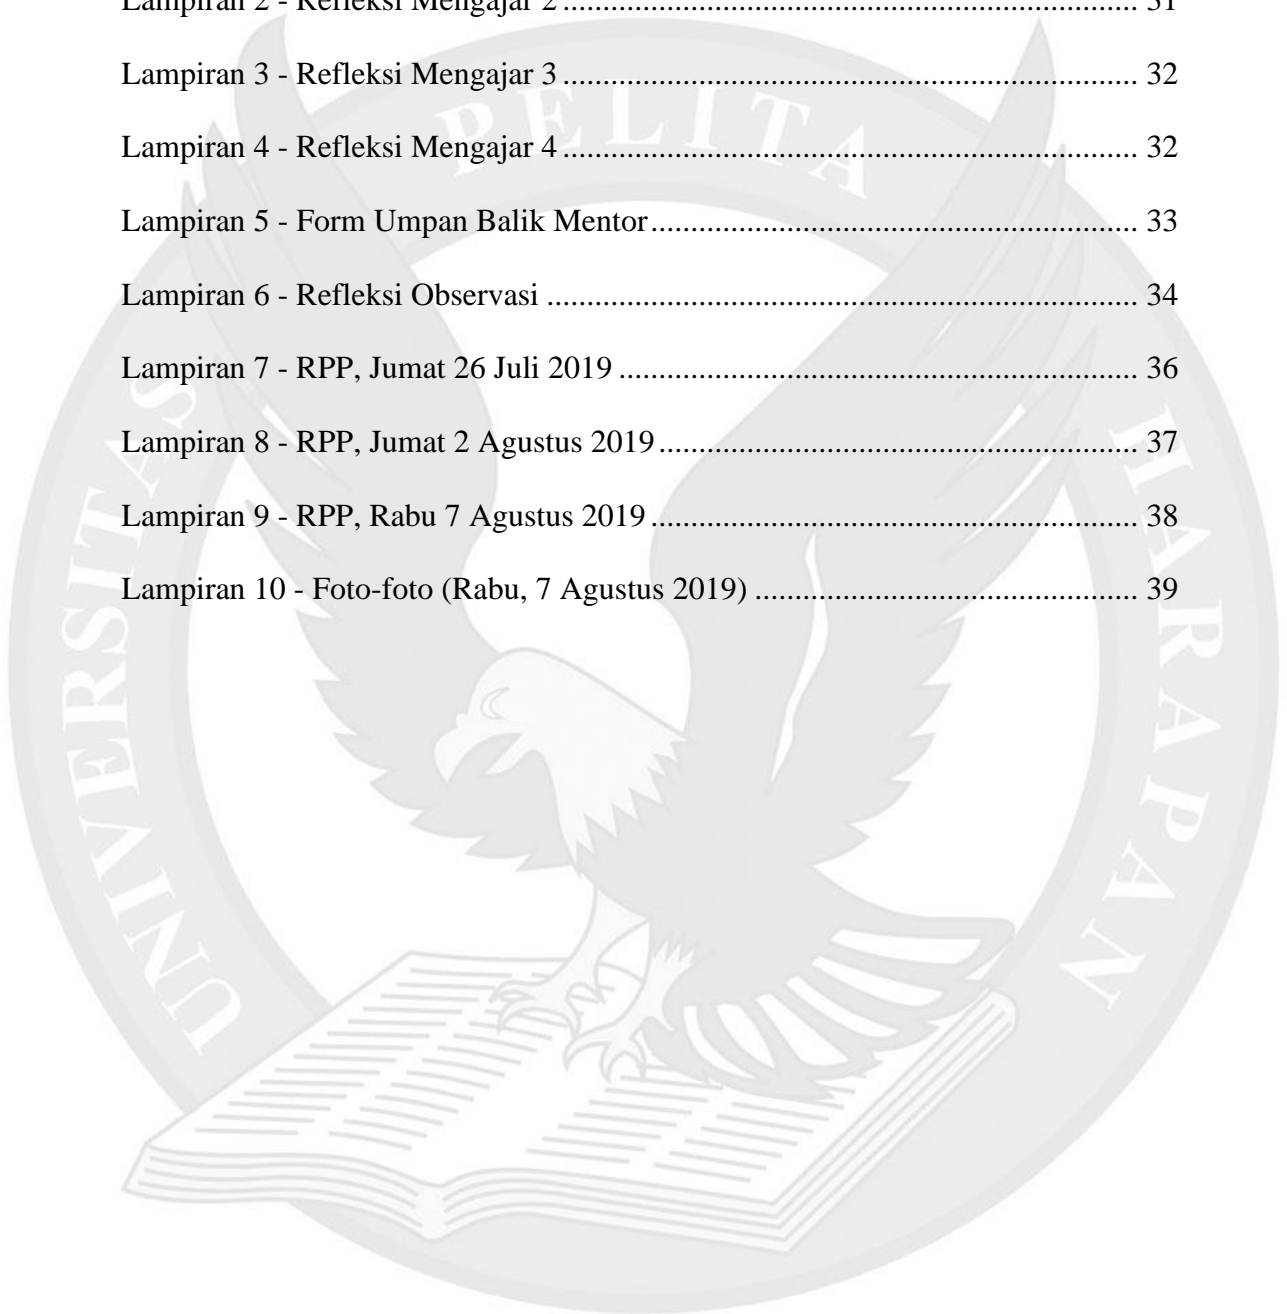 Lampiran 2 - Refleksi Mengajar 2 ........................................................................ 31
Lampiran 3 - Refleksi Mengajar 3 ........................................................................ 32
Lampiran 4 - Refleksi Mengajar 4 ........................................................................ 32
Lampiran 5 - Form Umpan Balik Mentor ............................................................. 33
Lampiran 6 - Refleksi Observasi .......................................................................... 34
Lampiran 7 - RPP, Jumat 26 Juli 2019 ................................................................. 36
Lampiran 8 - RPP, Jumat 2 Agustus 2019 ............................................................ 37
Lampiran 9 - RPP, Rabu 7 Agustus 2019 ............................................................. 38
Lampiran 10 - Foto-foto (Rabu, 7 Agustus 2019) ................................................ 39
UNIVERSITAS PELITA HARAPAN